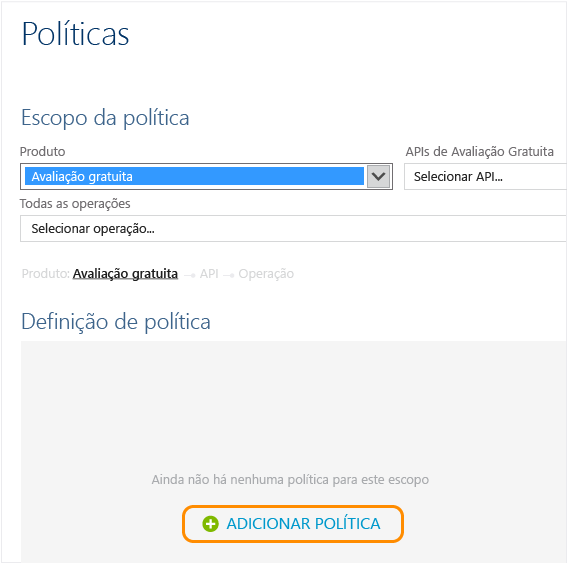 Políticas
Escopo da política
Produto
APIs de Avaliação Gratuita
Avaliação gratuita
Selecionar API...
Todas as operações
Selecionar operação...
Produto: Avaliação gratuita → API → Operação
Definição de política
Ainda não há nenhuma política para este escopo
ADICIONAR POLÍTICA